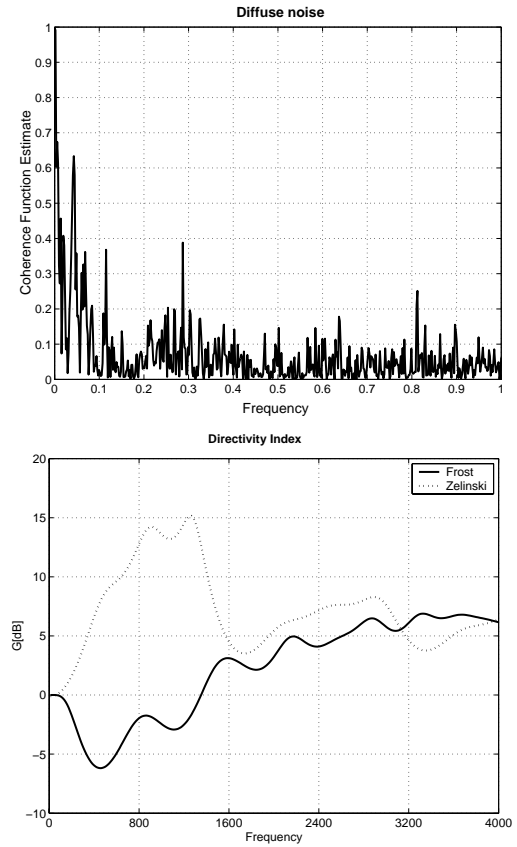 Diffuse noise
1
0.9
0.8
0.7
0.6
0.5
0.4
0.3
0.2
0.1
0
Coherence Function Estimate
0 0.1 0.2 0.3 0.4 0.5 0.6 0.7 0.8 0.9 1
Frequency
Directivity Index
20
15
10
5
0
−5
−10
G[dB]
Frost
Zelinski
0 800 1600 2400 3200 4000
Frequency